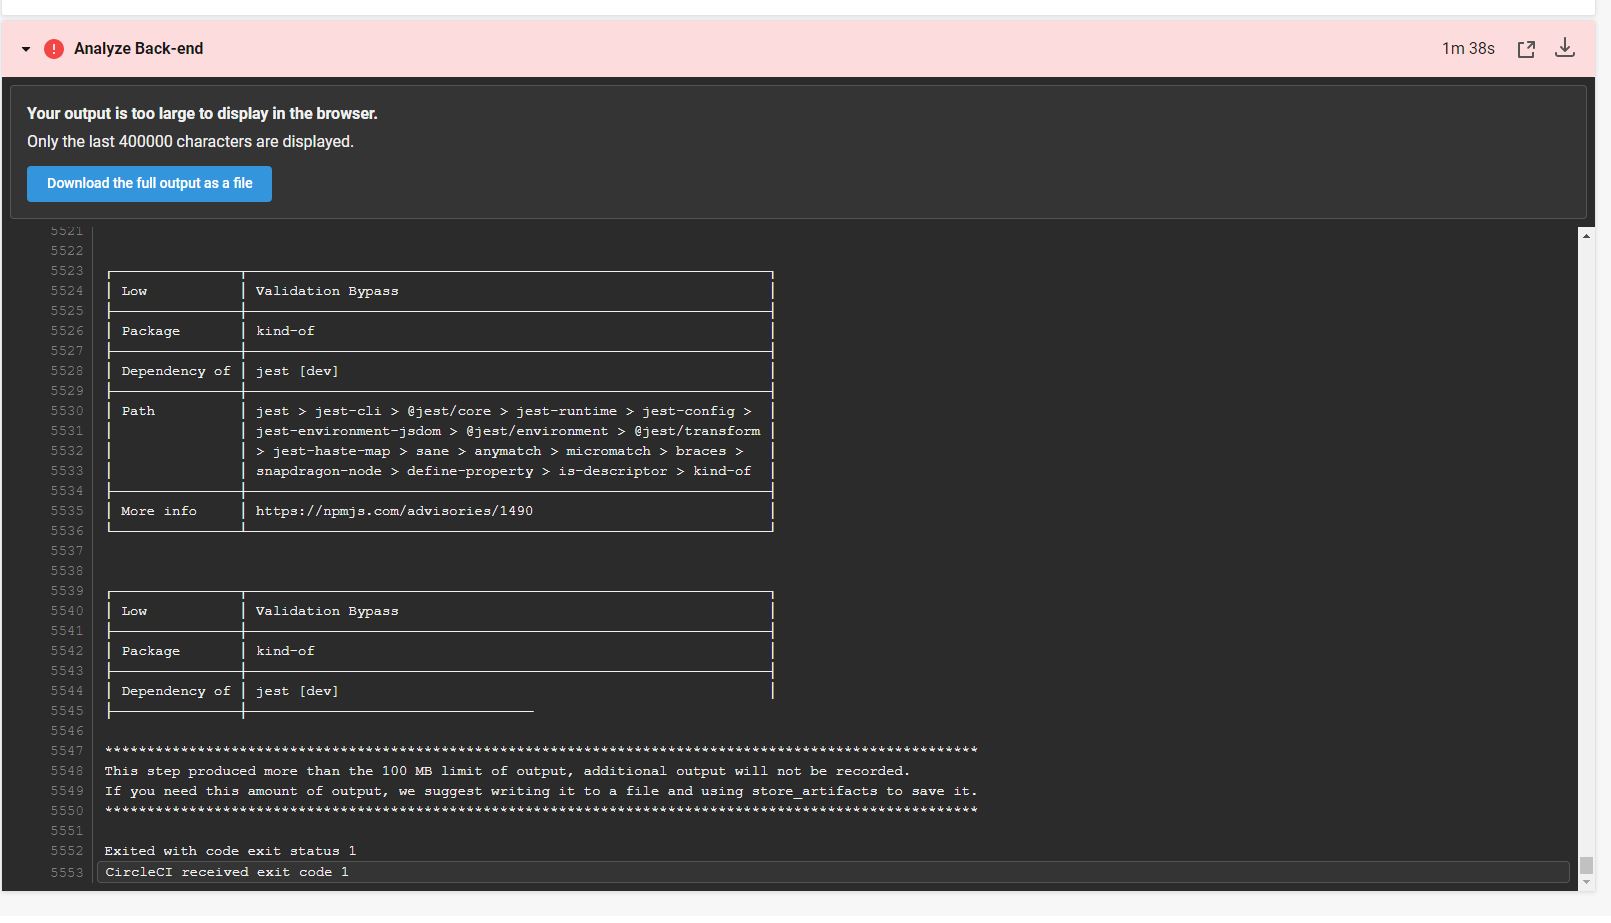 Analyze Back-end 1m 38s
Your output is too large to display in the browser.
Only the last 400000 characters are displayed.
Download the full output as a file
5521
5522
5523
5524 Low Validation Bypass
5525
5526 Package kind-of
5527
5528 Dependency of jest [dev]
5529
5530 Path jest > jest-cli > @jest/core > jest-runtime > jest-config >
5531 jest-environment-jsdom > @jest/environment > @jest/transform
5532 > jest-haste-map > sane > anymatch > micromatch > braces >
5533 snapdragon-node > define-property > is-descriptor > kind-of
5534
5535 More info https://npmjs.com/advisories/1490
5536
5537
5538
5539
5540 Low Validation Bypass
5541
5542 Package kind-of
5543
5544 Dependency of jest [dev]
5545
5546
5547 ********************************************************************************************************
5548 This step produced more than the 100 MB limit of output, additional output will not be recorded.
5549 If you need this amount of output, we suggest writing it to a file and using store_artifacts to save it.
5550 ********************************************************************************************************
5551
5552 Exited with code exit status 1
5553 CircleCI received exit code 1